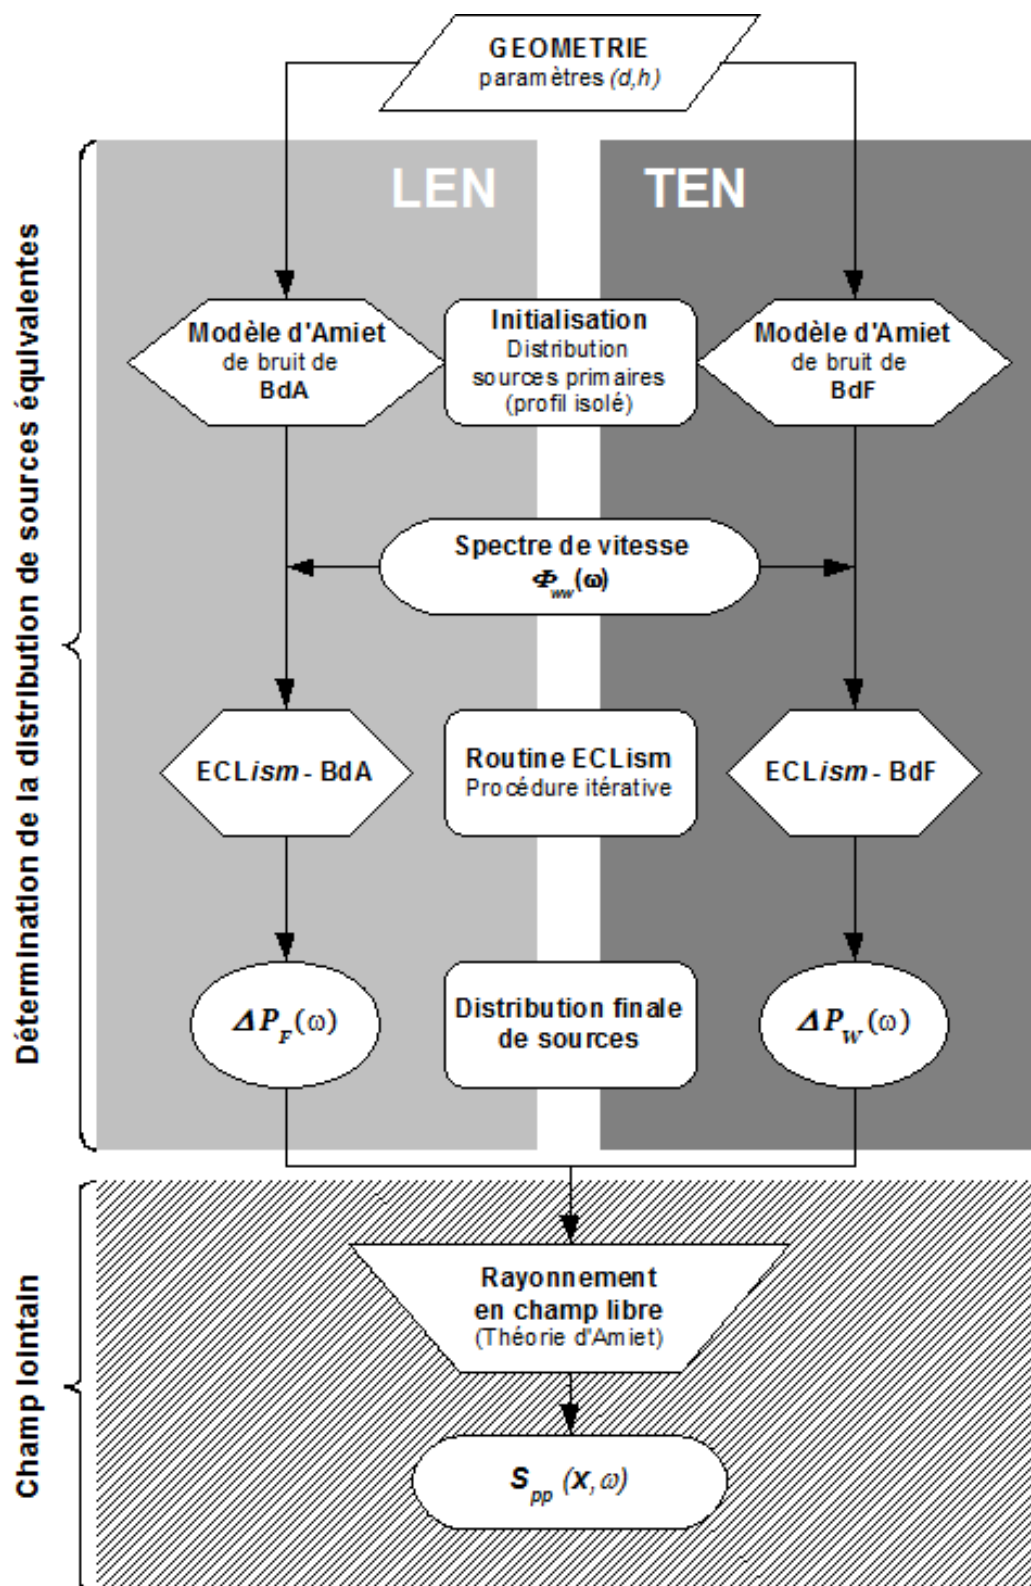 GEOMETRIE
paramètres (d,h)
LEN
TEN
Détermination de la distribution de sources équivalentes
Modèle d'Amiet
de bruit de
BdA
Initialisation
Distribution
sources primaires
(profil isolé)
Modèle d'Amiet
de bruit de
BdF
Spectre de vitesse
Φww(ω)
ECLism - BdA
Routine ECLism
Procédure itérative
ECLism - BdF
ΔPF(ω)
Distribution finale
de sources
ΔPW(ω)
Champ lointain
Rayonnement
en champ libre
(Théorie d'Amiet)
Spp (x, ω)